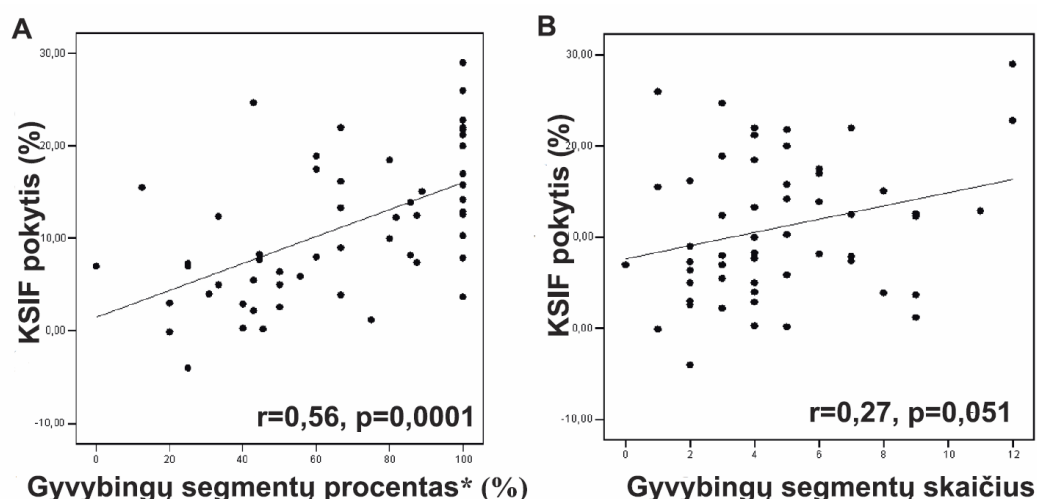 A
KSIF pokytis (%)
30,00
20,00
10,00
0,00
-10,00
r=0,56, p=0,0001
0 20 40 60 80 100
Gyvybingų segmentų procentas* (%)
B
KSIF pokytis (%)
30,00
20,00
10,00
0,00
-10,00
r=0,27, p=0,051
0 2 4 6 8 10 12
Gyvybingų segmentų skaičius